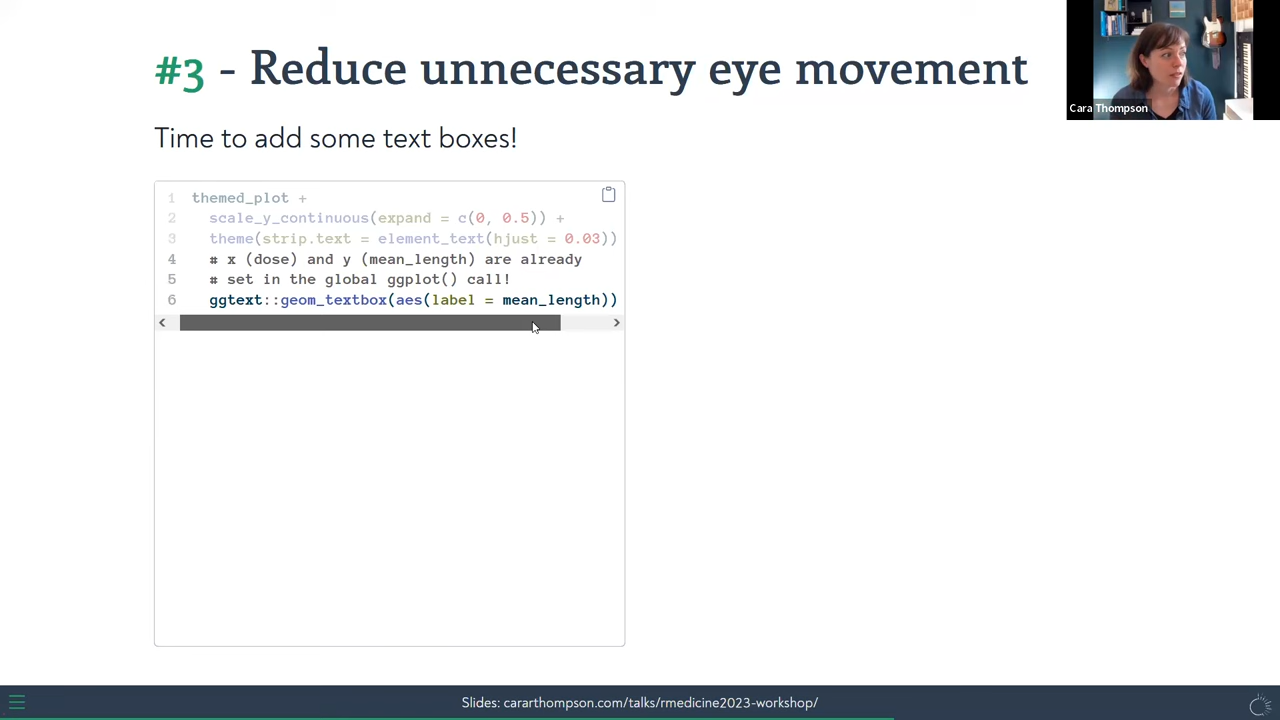 #3 - Reduce unnecessary eye movement
Cara Thompson
Time to add some text boxes!
1 themed_plot +
2 scale_y_continuous(expand = c(0, 0.5)) +
3 theme(strip.text = element_text(hjust = 0.03))
4 # x (dose) and y (mean_length) are already
5 # set in the global ggplot() call!
6 ggtext::geom_textbox(aes(label = mean_length))
Slides: cararthompson.com/talks/rmedicine2023-workshop/